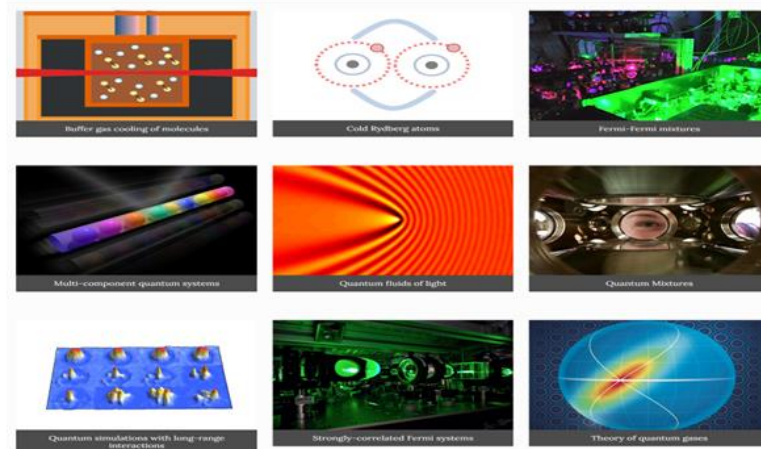 Buffer gas cooling of molecules
Cold Rydberg atoms
Fermi-Fermi mixtures
Multi-component quantum systems
Quantum fluids of light
Quantum Mixtures
Quantum simulations with long-range
interactions
Strongly-correlated Fermi systems
Theory of quantum gases